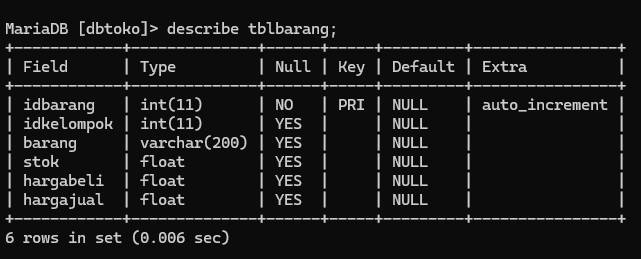 MariaDB [dbtoko]> describe tblbarang;
+------------+--------------+------+-----+---------+----------------+
| Field      | Type         | Null | Key | Default | Extra          |
+------------+--------------+------+-----+---------+----------------+
| idbarang   | int(11)      | NO   | PRI | NULL    | auto_increment |
| idkelompok | int(11)      | YES  |     | NULL    |                |
| barang     | varchar(200) | YES  |     | NULL    |                |
| stok       | float        | YES  |     | NULL    |                |
| hargabeli  | float        | YES  |     | NULL    |                |
| hargajual  | float        | YES  |     | NULL    |                |
+------------+--------------+------+-----+---------+----------------+
6 rows in set (0.006 sec)